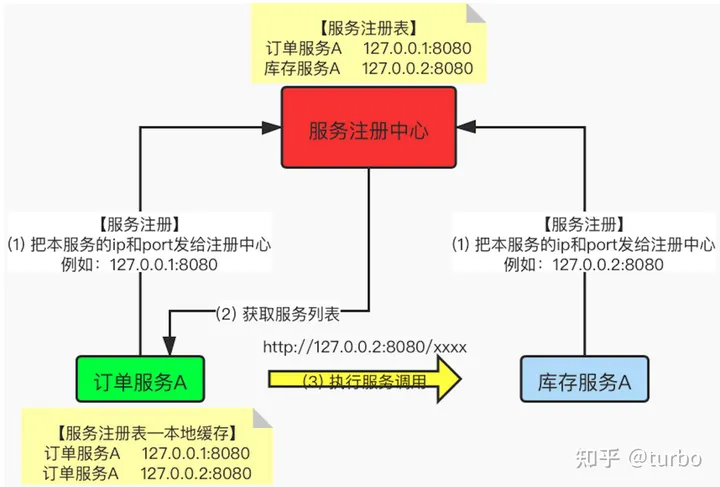 【服务注册表】
订单服务A 127.0.0.1:8080
库存服务A 127.0.0.2:8080
服务注册中心
【服务注册】
(1) 把本服务的ip和port发给注册中心
例如：127.0.0.1:8080
【服务注册】
(1) 把本服务的ip和port发给注册中心
例如：127.0.0.2:8080
(2) 获取服务列表
http://127.0.0.2:8080/xxxx
订单服务A
(3) 执行服务调用
库存服务A
【服务注册表—本地缓存】
订单服务A 127.0.0.1:8080
订单服务A 127.0.0.2:8080
知乎 @turbo